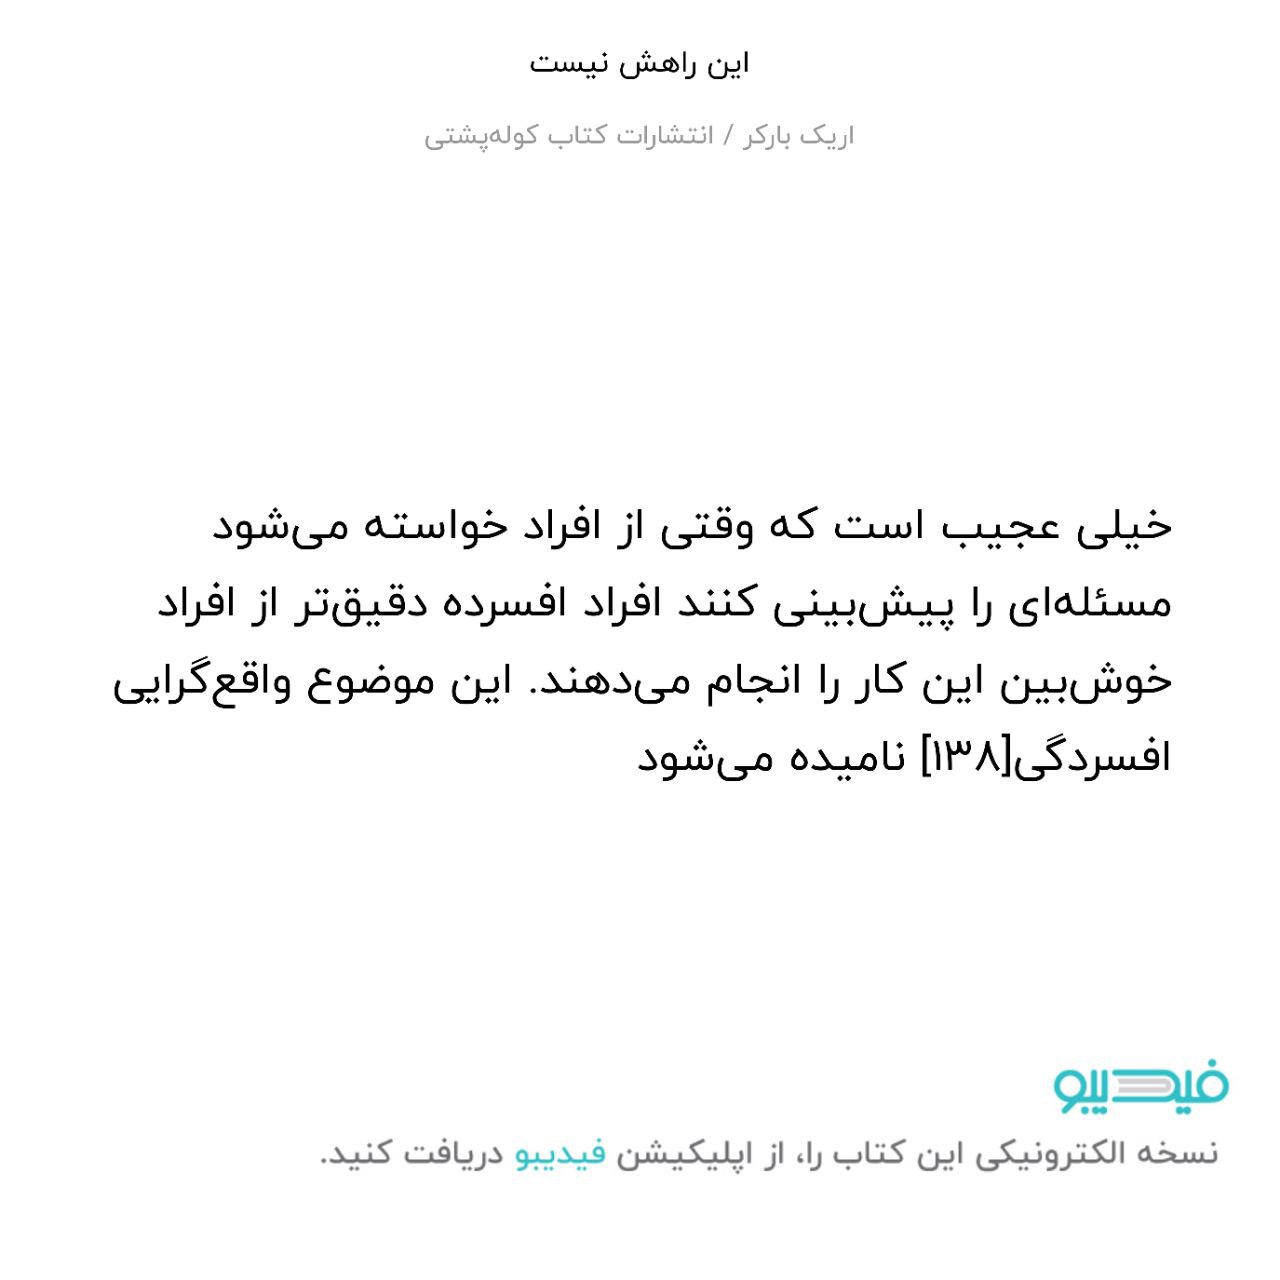 این راهش نیست
اریک بارکر / انتشارات کتاب کوله‌پشتی
خیلی عجیب است که وقتی از افراد خواسته می‌شود
مسئله‌ای را پیش‌بینی کنند افراد افسرده دقیق‌تر از افراد
خوش‌بین این کار را انجام می‌دهند. این موضوع واقع‌گرایی
افسردگی[۱۳۸] نامیده می‌شود
فیدیبو
نسخه الکترونیکی این کتاب را، از اپلیکیشن فیدیبو دریافت کنید.